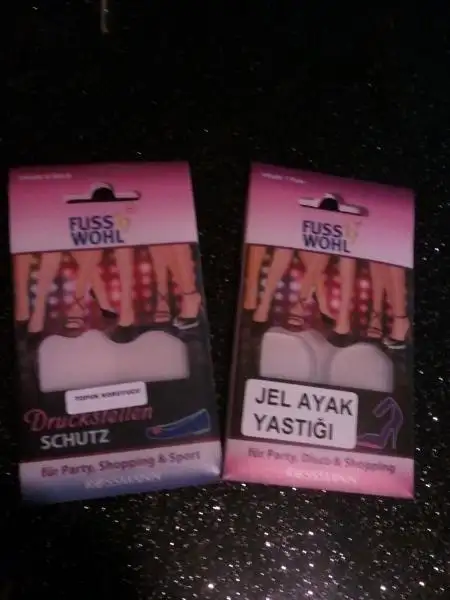 FUSS
WOHL
TOPUK KORUYUCU
Druckstellen
SCHUTZ
für Party, Shopping & Sport
ROSSMANN
FUSS
WOHL
JEL AYAK
YASTIĞI
für Party, Disco & Shopping
ROSSMANN